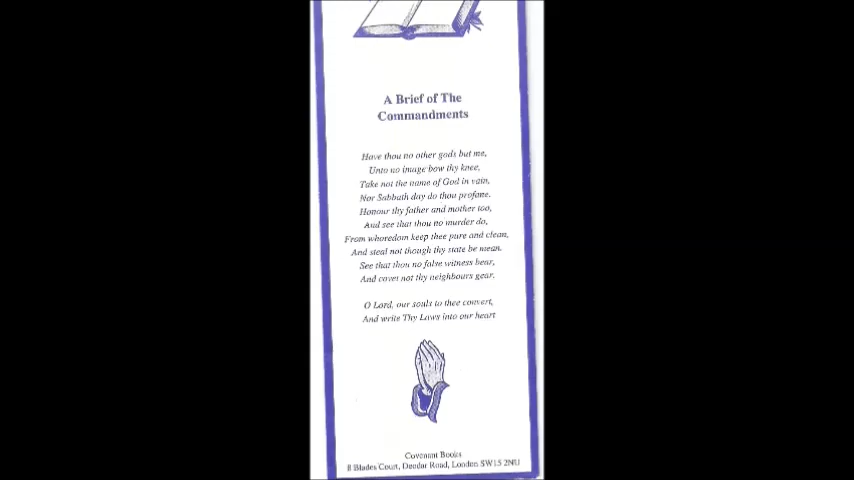 A Brief of The
Commandments
Have thou no other gods but me,
Unto no image bow thy knee,
Take not the name of God in vain,
Nor Sabbath day do thou profane.
Honour thy father and mother too,
And see that thou no murder do,
From whoredom keep thee pure and clean,
And steal not though thy state be mean.
See that thou no false witness bear,
And covet not thy neighbours gear.
O Lord, our souls to thee convert,
And write Thy Laws into our heart
Covenant Books
8 Blades Court, Deodar Road, London SW15 2NU